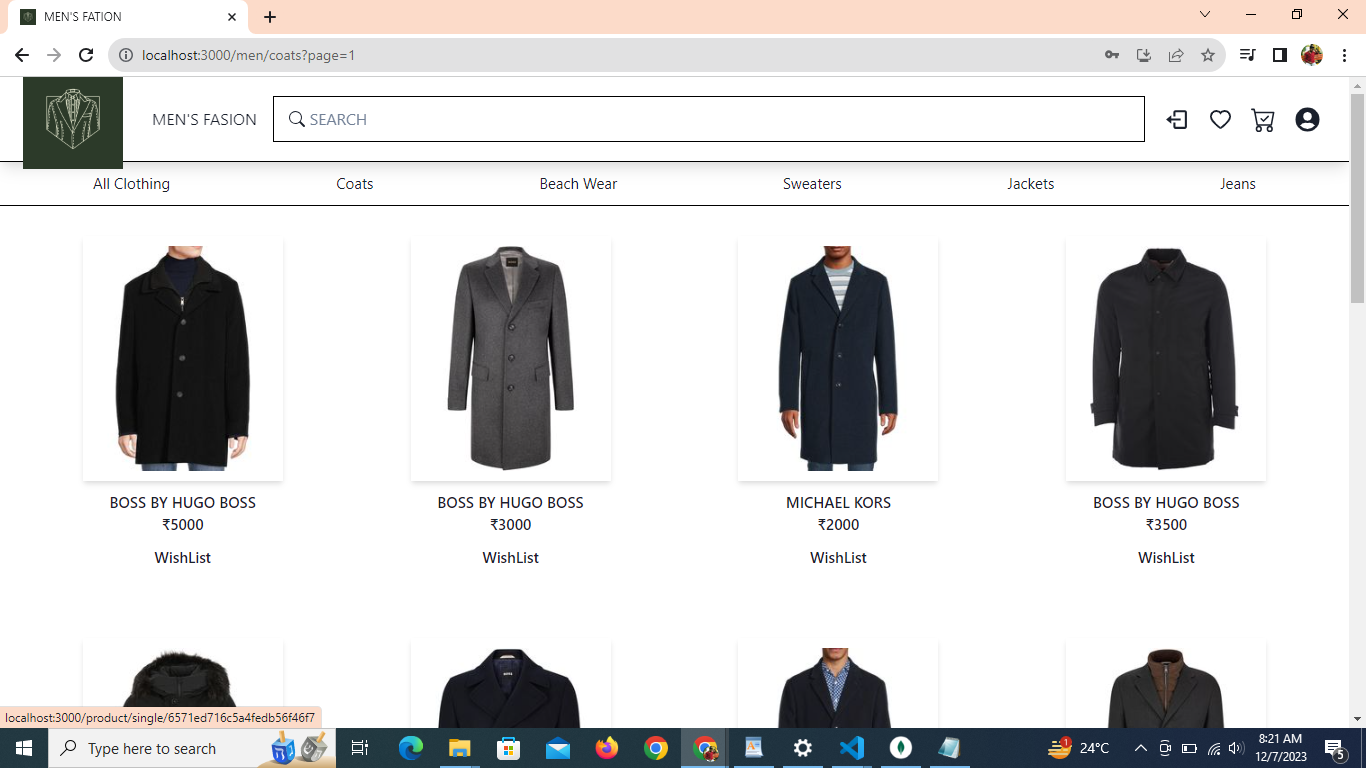 MEN'S FATION
localhost:3000/men/coats?page=1
MEN'S FASION
SEARCH
All Clothing Coats Beach Wear Sweaters Jackets Jeans
BOSS BY HUGO BOSS BOSS BY HUGO BOSS MICHAEL KORS BOSS BY HUGO BOSS
₹5000 ₹3000 ₹2000 ₹3500
WishList WishList WishList WishList
localhost:3000/product/single/6571ed716c5a4fedb56f46f7
Type here to search
1
24°C
8:21 AM
12/7/2023
5